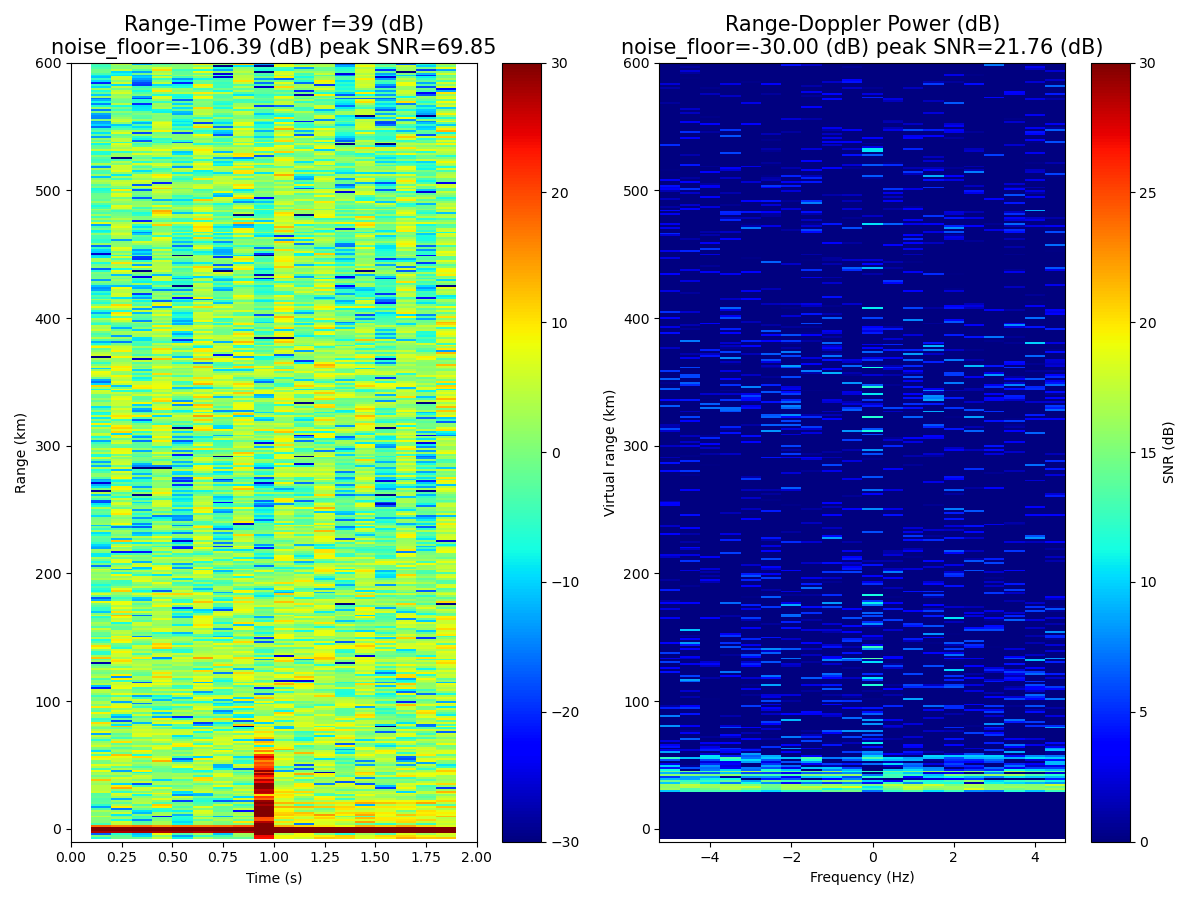 Range-Time Power f=39 (dB)
noise_floor=-106.39 (dB) peak SNR=69.85
Range-Doppler Power (dB)
noise_floor=-30.00 (dB) peak SNR=21.76 (dB)
600
500
400
300
200
100
0
Range (km)
0.00 0.25 0.50 0.75 1.00 1.25 1.50 1.75 2.00
Time (s)
30
20
10
0
−10
−20
−30
600
500
400
300
200
100
0
Virtual range (km)
−4 −2 0 2 4
Frequency (Hz)
30
25
20
15
10
5
0
SNR (dB)